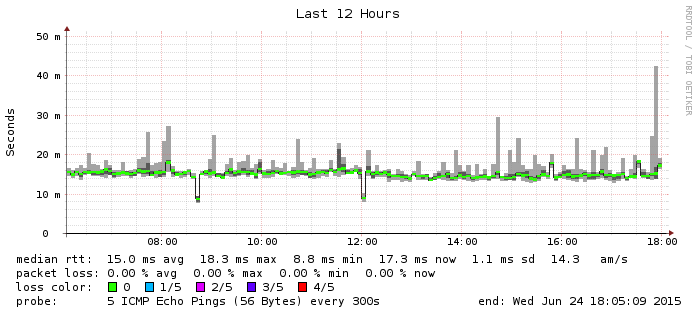 Last 12 Hours
RRDTOOL / TOBI OETIKER
Seconds
50 m
40 m
30 m
20 m
10 m
0
08:00 10:00 12:00 14:00 16:00 18:00
median rtt: 15.0 ms avg 18.3 ms max 8.8 ms min 17.3 ms now 1.1 ms sd 14.3 am/s
packet loss: 0.00 % avg 0.00 % max 0.00 % min 0.00 % now
loss color: 0 1/5 2/5 3/5 4/5
probe: 5 ICMP Echo Pings (56 Bytes) every 300s end: Wed Jun 24 18:05:09 2015